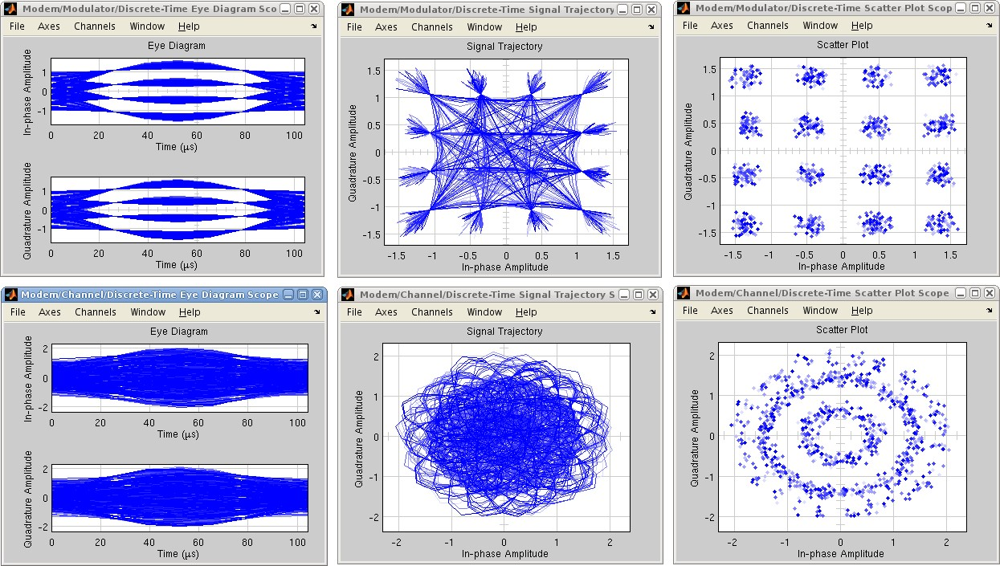 Modem/Modulator/Discrete-Time Eye Diagram Sco
File Axes Channels Window Help
Eye Diagram
In-phase Amplitude
1
0
-1
0 20 40 60 80 100
Time (µs)
Quadrature Amplitude
1
0
-1
0 20 40 60 80 100
Time (µs)
Modem/Modulator/Discrete-Time Signal Trajectory
File Axes Channels Window Help
Signal Trajectory
Quadrature Amplitude
1.5
1
0.5
0
-0.5
-1
-1.5
-1.5 -1 -0.5 0 0.5 1 1.5
In-phase Amplitude
Modem/Modulator/Discrete-Time Scatter Plot Scop
File Axes Channels Window Help
Scatter Plot
Quadrature Amplitude
1.5
1
0.5
0
-0.5
-1
-1.5
-1.5 -1 -0.5 0 0.5 1 1.5
In-phase Amplitude
Modem/Channel/Discrete-Time Eye Diagram Scope
File Axes Channels Window Help
Eye Diagram
In-phase Amplitude
2
0
-2
0 20 40 60 80 100
Time (µs)
Quadrature Amplitude
2
0
-2
0 20 40 60 80 100
Time (µs)
Modem/Channel/Discrete-Time Signal Trajectory S
File Axes Channels Window Help
Signal Trajectory
Quadrature Amplitude
2
1
0
-1
-2
-2 -1 0 1 2
In-phase Amplitude
Modem/Channel/Discrete-Time Scatter Plot Scope
File Axes Channels Window Help
Scatter Plot
Quadrature Amplitude
2
1
0
-1
-2
-2 -1 0 1 2
In-phase Amplitude